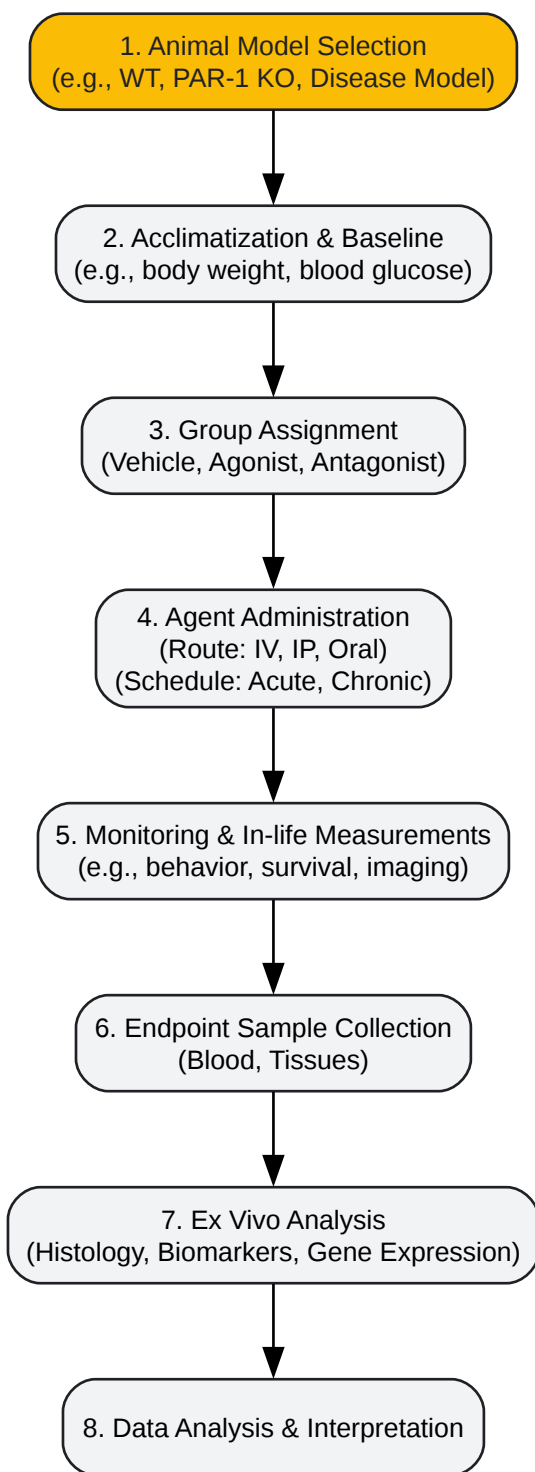 1. Animal Model Selection
(e.g., WT, PAR-1 KO, Disease Model)
2. Acclimatization & Baseline
(e.g., body weight, blood glucose)
3. Group Assignment
(Vehicle, Agonist, Antagonist)
4. Agent Administration
(Route: IV, IP, Oral)
(Schedule: Acute, Chronic)
5. Monitoring & In-life Measurements
(e.g., behavior, survival, imaging)
6. Endpoint Sample Collection
(Blood, Tissues)
7. Ex Vivo Analysis
(Histology, Biomarkers, Gene Expression)
8. Data Analysis & Interpretation